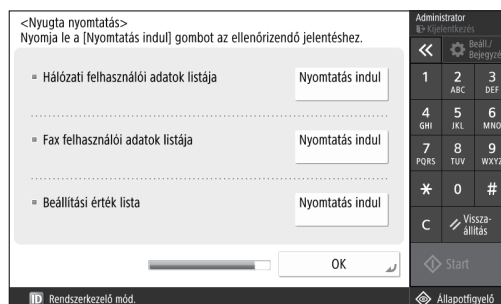 <Nyugta nyomtatás>
Nyomja le a [Nyomtatás indul] gombot az ellenőrizendő jelentéshez.
Hálózati felhasználói adatok listája
Nyomtatás indul
Fax felhasználói adatok listája
Nyomtatás indul
Beállítási érték lista
Nyomtatás indul
OK
ID Rendszerkezelő mód.
Administrator
Kijelentkezés
Beáll./
Bejegyzé
1 2 3
ABC DEF
4 5 6
GHI JKL MNO
7 8 9
PQRS TUV WXYZ
* 0 #
C Vissza-
állítás
Start
Állapotfigyelő